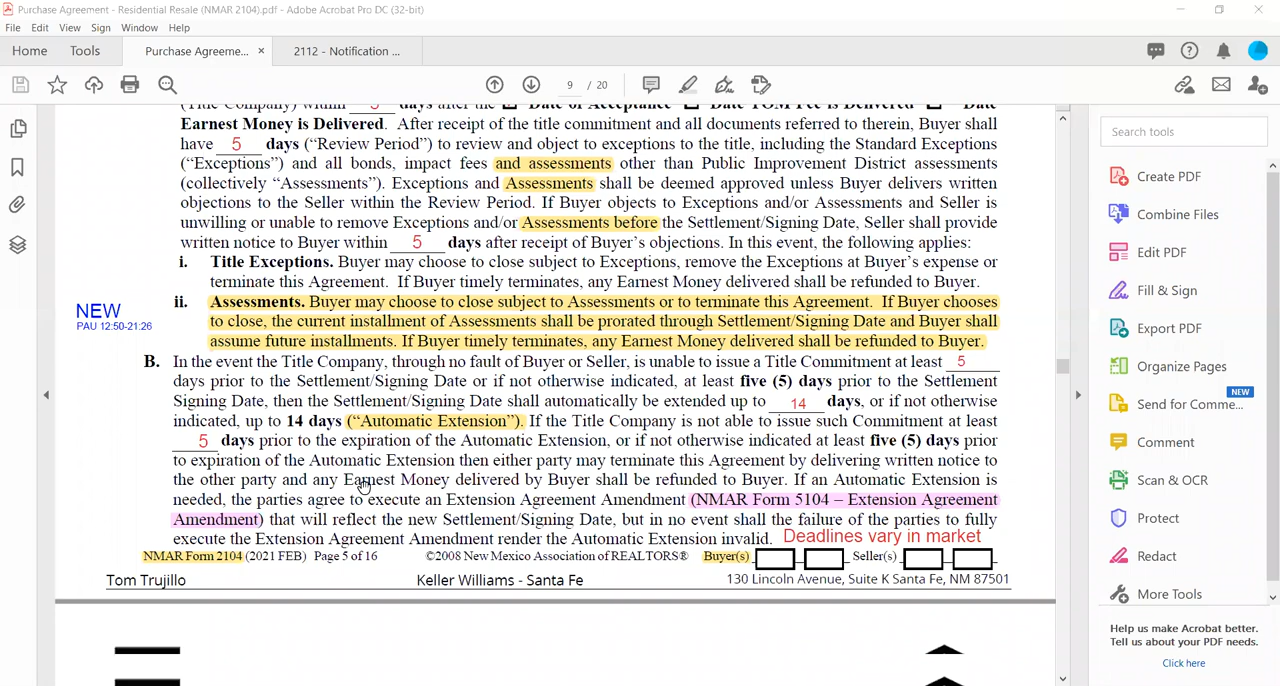 Purchase Agreement - Residential Resale (NMAR 2104).pdf - Adobe Acrobat Pro DC (32-bit)
File Edit View Sign Window Help
Home Tools Purchase Agreeme... × 2112 - Notification ...
9 / 20
(Title Company) within 5 days after the Date of Acceptance Date TOM Fee is Delivered Date
Earnest Money is Delivered. After receipt of the title commitment and all documents referred to therein, Buyer shall
have 5 days ("Review Period") to review and object to exceptions to the title, including the Standard Exceptions
("Exceptions") and all bonds, impact fees and assessments other than Public Improvement District assessments
(collectively "Assessments"). Exceptions and Assessments shall be deemed approved unless Buyer delivers written
objections to the Seller within the Review Period. If Buyer objects to Exceptions and/or Assessments and Seller is
unwilling or unable to remove Exceptions and/or Assessments before the Settlement/Signing Date, Seller shall provide
written notice to Buyer within 5 days after receipt of Buyer's objections. In this event, the following applies:
i. Title Exceptions. Buyer may choose to close subject to Exceptions, remove the Exceptions at Buyer's expense or
terminate this Agreement. If Buyer timely terminates, any Earnest Money delivered shall be refunded to Buyer.
NEW
PAU 12:50-21:26
ii. Assessments. Buyer may choose to close subject to Assessments or to terminate this Agreement. If Buyer chooses
to close, the current installment of Assessments shall be prorated through Settlement/Signing Date and Buyer shall
assume future installments. If Buyer timely terminates, any Earnest Money delivered shall be refunded to Buyer.
B. In the event the Title Company, through no fault of Buyer or Seller, is unable to issue a Title Commitment at least 5
days prior to the Settlement/Signing Date or if not otherwise indicated, at least five (5) days prior to the Settlement
Signing Date, then the Settlement/Signing Date shall automatically be extended up to 14 days, or if not otherwise
indicated, up to 14 days ("Automatic Extension"). If the Title Company is not able to issue such Commitment at least
5 days prior to the expiration of the Automatic Extension, or if not otherwise indicated at least five (5) days prior
to expiration of the Automatic Extension then either party may terminate this Agreement by delivering written notice to
the other party and any Earnest Money delivered by Buyer shall be refunded to Buyer. If an Automatic Extension is
needed, the parties agree to execute an Extension Agreement Amendment (NMAR Form 5104 – Extension Agreement
Amendment) that will reflect the new Settlement/Signing Date, but in no event shall the failure of the parties to fully
execute the Extension Agreement Amendment render the Automatic Extension invalid. Deadlines vary in market
NMAR Form 2104 (2021 FEB) Page 5 of 16 ©2008 New Mexico Association of REALTORS® Buyer(s) Seller(s)
Tom Trujillo Keller Williams - Santa Fe 130 Lincoln Avenue, Suite K Santa Fe, NM 87501
Search tools
Create PDF
Combine Files
Edit PDF
Fill & Sign
Export PDF
Organize Pages
NEW
Send for Comme...
Comment
Scan & OCR
Protect
Redact
More Tools
Help us make Acrobat better.
Tell us about your PDF needs.
Click here